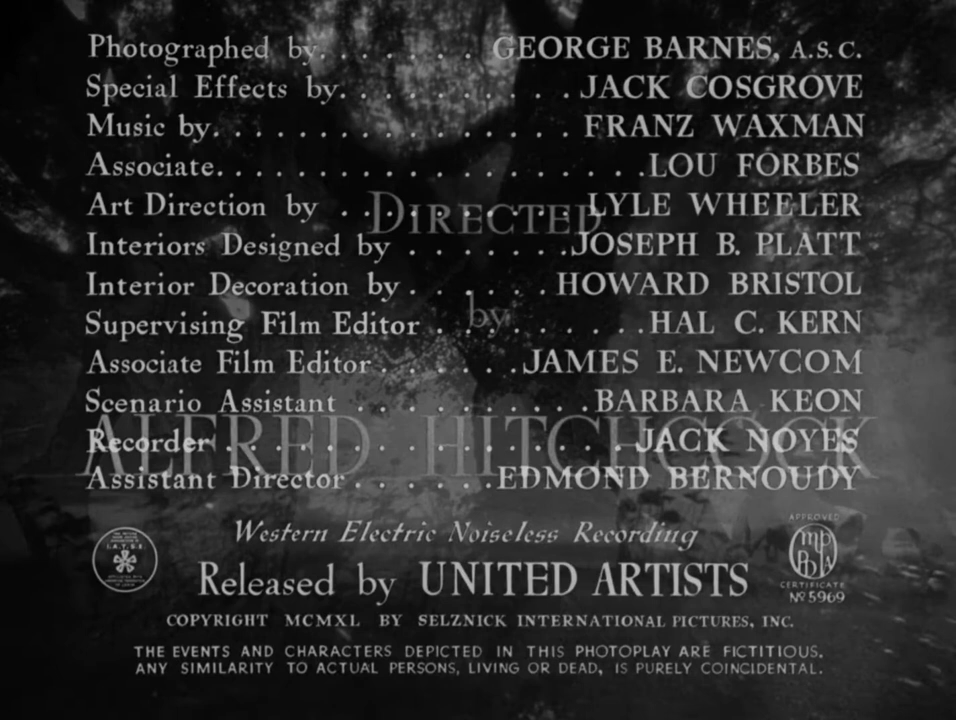 Photographed by. . . . . . . GEORGE BARNES, A.S.C.
Special Effects by. . . . . . . . . . JACK COSGROVE
Music by. . . . . . . . . . . . . . . FRANZ WAXMAN
Associate. . . . . . . . . . . . . . . . . .LOU FORBES
Art Direction by . . . . . . . . . . LYLE WHEELER
Directed
Interiors Designed by . . . . . . .JOSEPH B. PLATT
Interior Decoration by . . . . . . HOWARD BRISTOL
by
Supervising Film Editor . . . . . . . . .HAL C. KERN
Associate Film Editor . . . . . .JAMES E. NEWCOM
Scenario Assistant . . . . . . . . . .BARBARA KEON
ALFRED HITCHCOCK
Recorder . . . . . . . . . . . . . . . . . JACK NOYES
Assistant Director. . . . . .EDMOND BERNOUDY
Western Electric Noiseless Recording
APPROVED
I.A.T.S.E.
MPPDA
CERTIFICATE
Nº 5969
Released by UNITED ARTISTS
COPYRIGHT MCMXL BY SELZNICK INTERNATIONAL PICTURES, INC.
THE EVENTS AND CHARACTERS DEPICTED IN THIS PHOTOPLAY ARE FICTITIOUS.
ANY SIMILARITY TO ACTUAL PERSONS, LIVING OR DEAD, IS PURELY COINCIDENTAL.